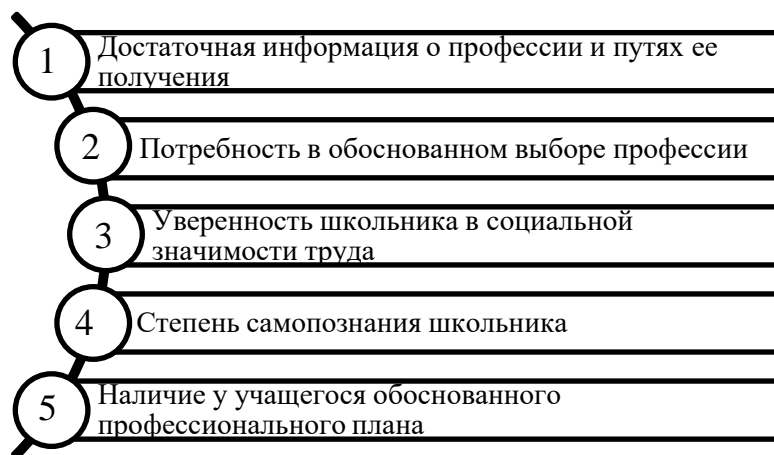 1
Достаточная информация о профессии и путях ее
получения
2
Потребность в обоснованном выборе профессии
3
Уверенность школьника в социальной
значимости труда
4
Степень самопознания школьника
5
Наличие у учащегося обоснованного
профессионального плана